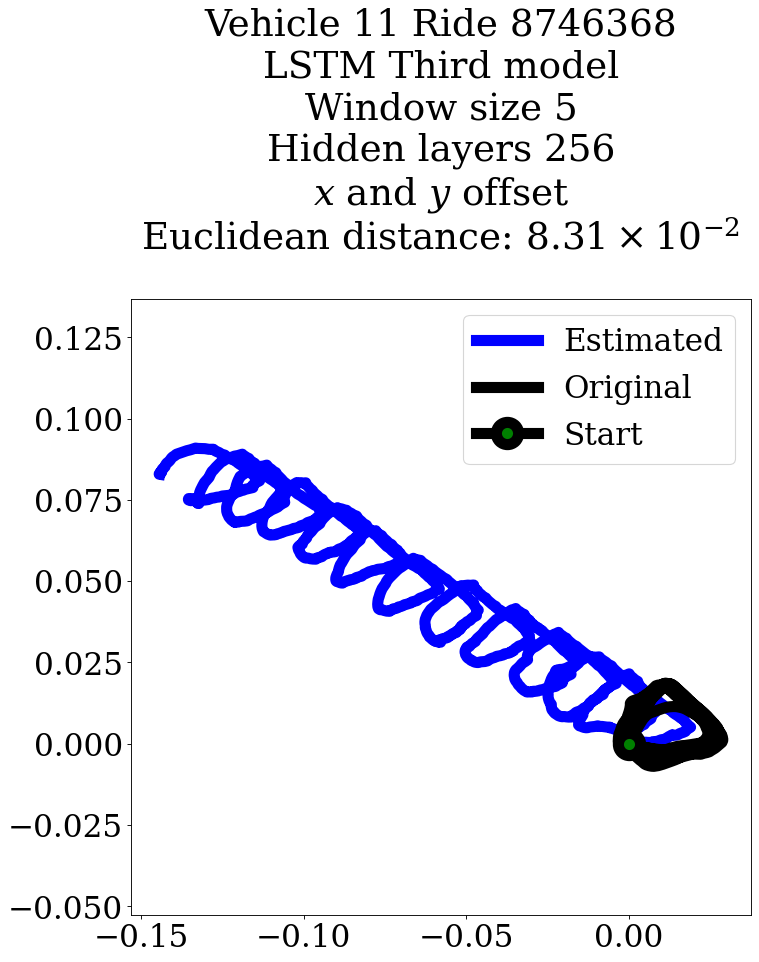 Vehicle 11 Ride 8746368
LSTM Third model
Window size 5
Hidden layers 256
x and y offset
Euclidean distance: 8.31 × 10⁻²
Estimated
Original
Start
0.125
0.100
0.075
0.050
0.025
0.000
−0.025
−0.050
−0.15 −0.10 −0.05 0.00